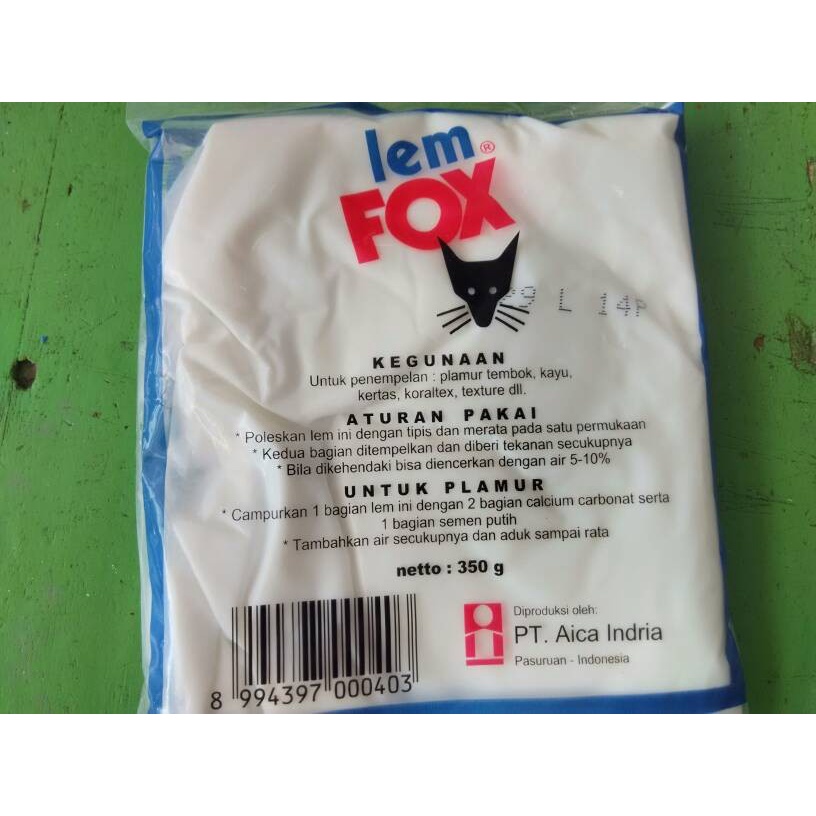 lem ®
FOX
L 14P
KEGUNAAN
Untuk penempelan : plamur tembok, kayu,
kertas, koraltex, texture dll.
ATURAN PAKAI
* Poleskan lem ini dengan tipis dan merata pada satu permukaan
* Kedua bagian ditempelkan dan diberi tekanan secukupnya
* Bila dikehendaki bisa diencerkan dengan air 5-10%
UNTUK PLAMUR
* Campurkan 1 bagian lem ini dengan 2 bagian calcium carbonat serta
1 bagian semen putih
* Tambahkan air secukupnya dan aduk sampai rata
netto : 350 g
8 994397 000403
Diproduksi oleh:
PT. Aica Indria
Pasuruan - Indonesia